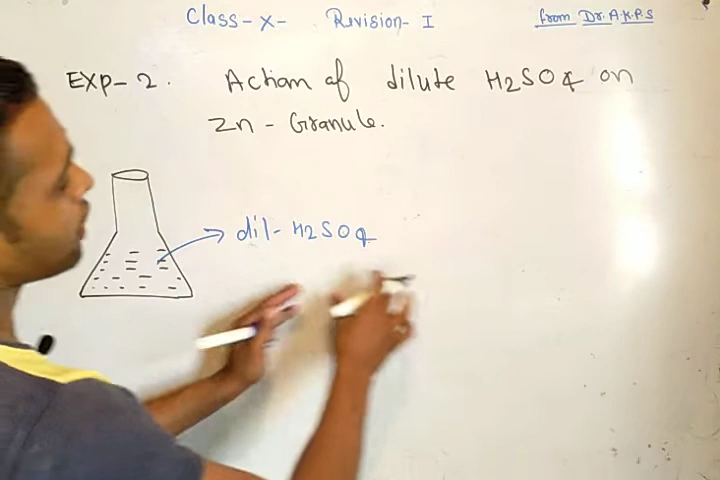 Class-X- Revision-I from Dr.A.K.P.S
EXP-2. Action of dilute H2SO4 on
Zn-Granule.
dil-H2SO4